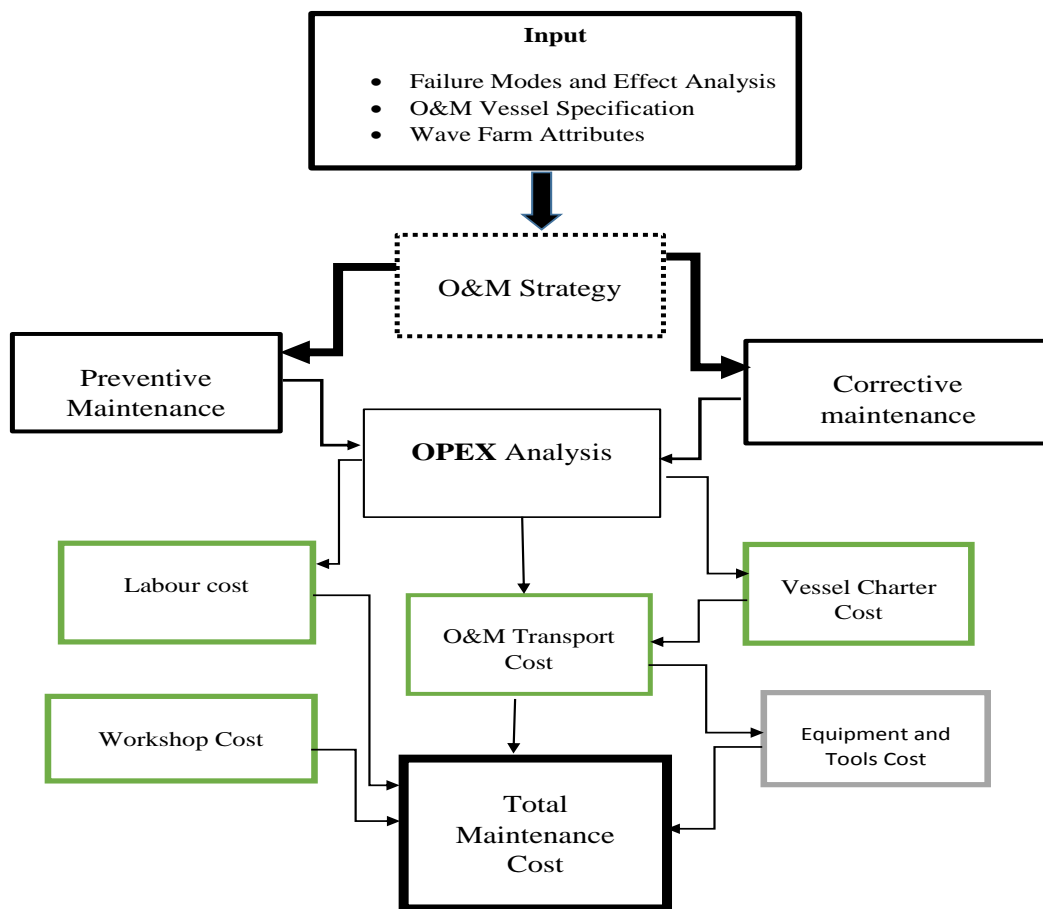 Input
• Failure Modes and Effect Analysis
• O&M Vessel Specification
• Wave Farm Attributes
O&M Strategy
Preventive
Maintenance
Corrective
maintenance
OPEX Analysis
Labour cost
Vessel Charter
Cost
O&M Transport
Cost
Workshop Cost
Equipment and
Tools Cost
Total
Maintenance
Cost